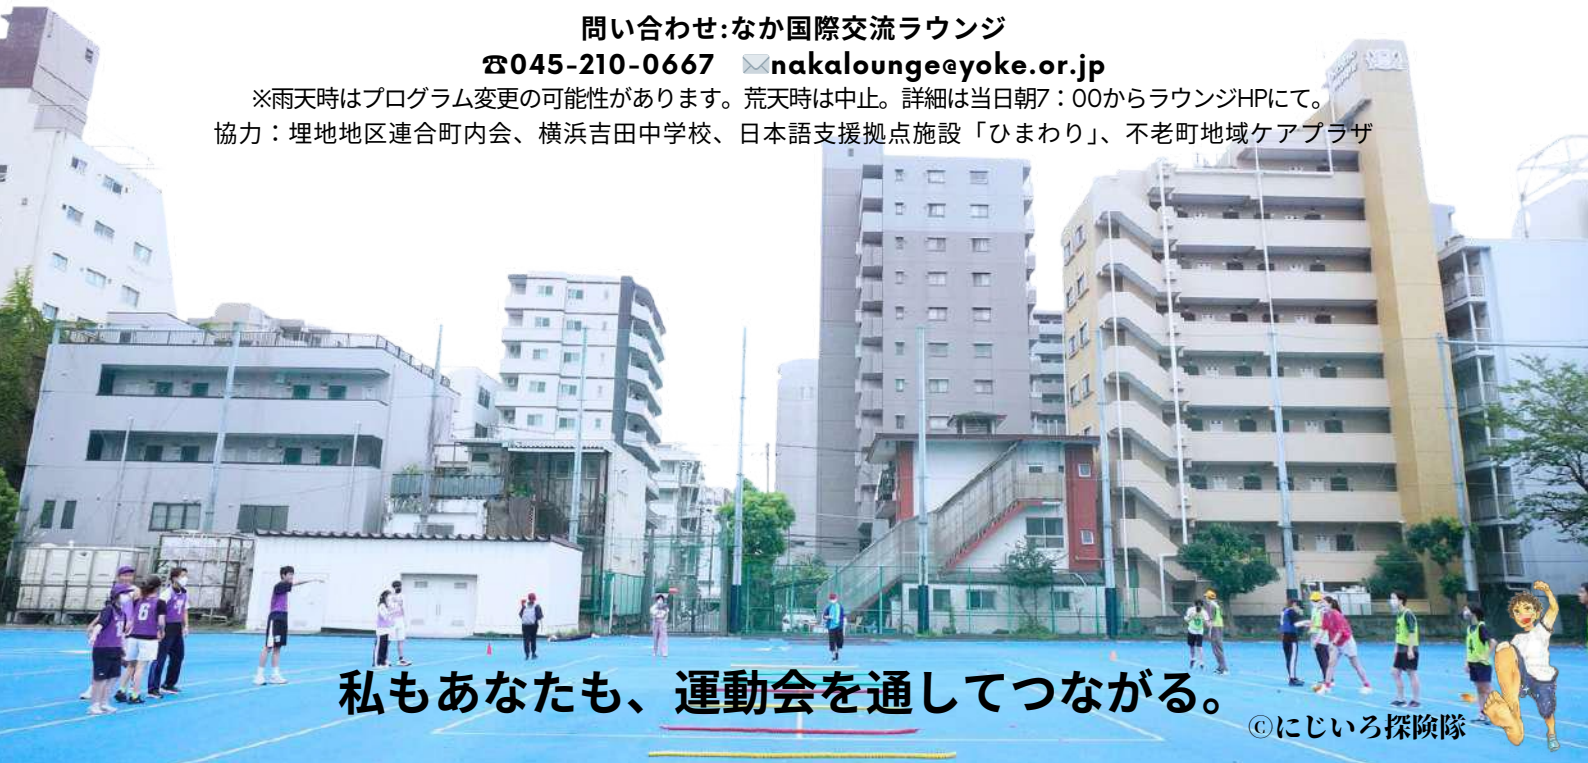 問い合わせ:なか国際交流ラウンジ
☎045-210-0667 ✉nakalounge@yoke.or.jp
※雨天時はプログラム変更の可能性があります。荒天時は中止。詳細は当日朝7：00からラウンジHPにて。
協力：埋地地区連合町内会、横浜吉田中学校、日本語支援拠点施設「ひまわり」、不老町地域ケアプラザ
6
私もあなたも、運動会を通してつながる。
©にじいろ探険隊